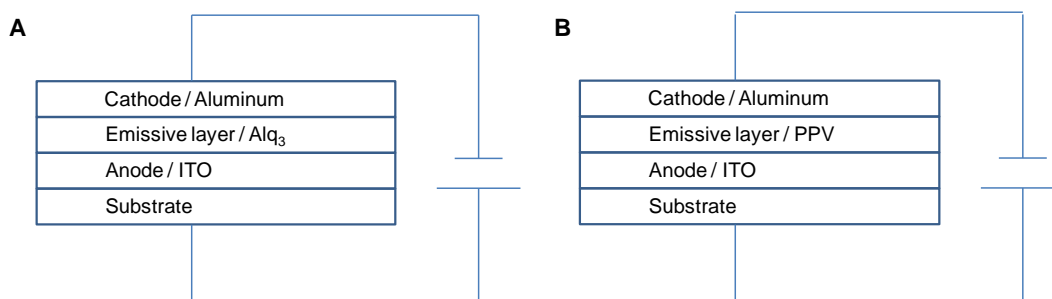 A
Cathode / Aluminum
Emissive layer / Alq₃
Anode / ITO
Substrate
B
Cathode / Aluminum
Emissive layer / PPV
Anode / ITO
Substrate